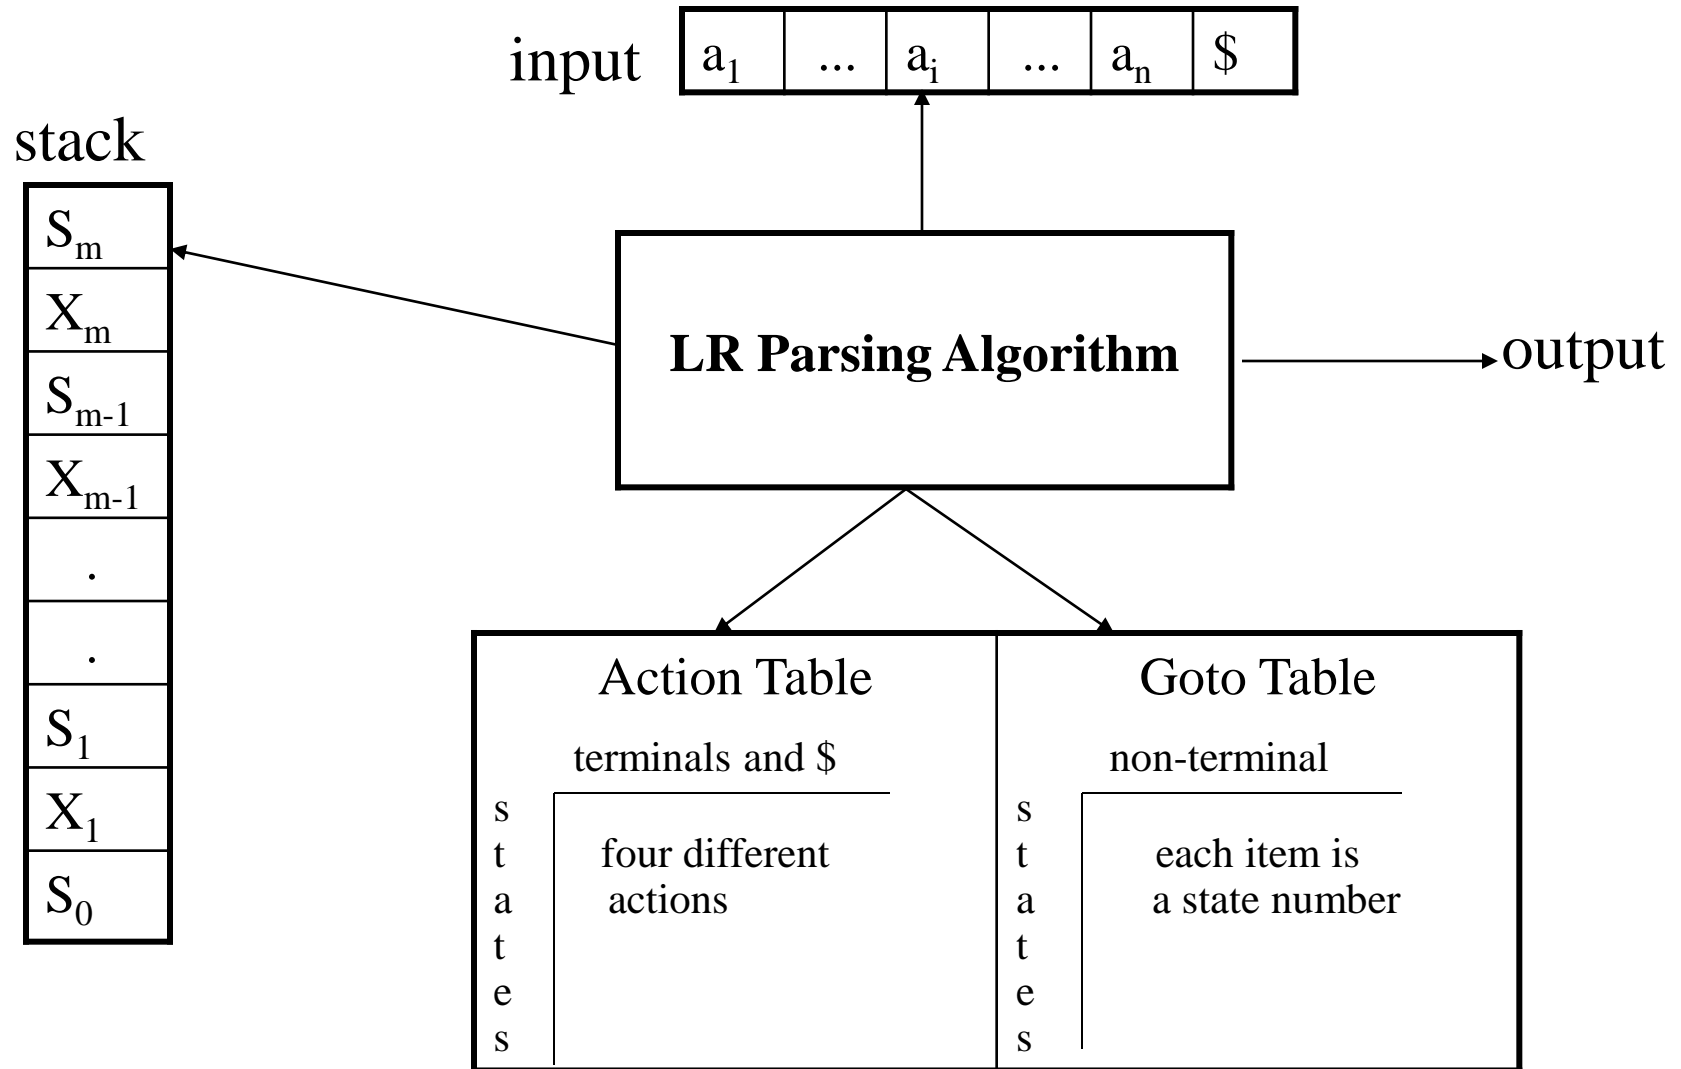 input
a₁ ... aᵢ ... aₙ $
stack
Sₘ
Xₘ
Sₘ₋₁
Xₘ₋₁
.
.
S₁
X₁
S₀
LR Parsing Algorithm
output
Action Table
terminals and $
s
t
a
t
e
s
four different
actions
Goto Table
non-terminal
s
t
a
t
e
s
each item is
a state number